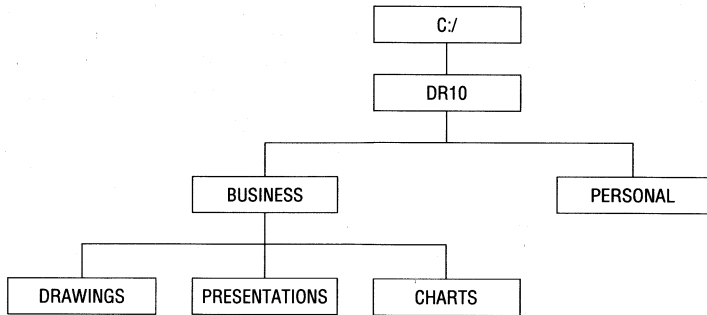 C:/
DR10
BUSINESS
PERSONAL
DRAWINGS
PRESENTATIONS
CHARTS